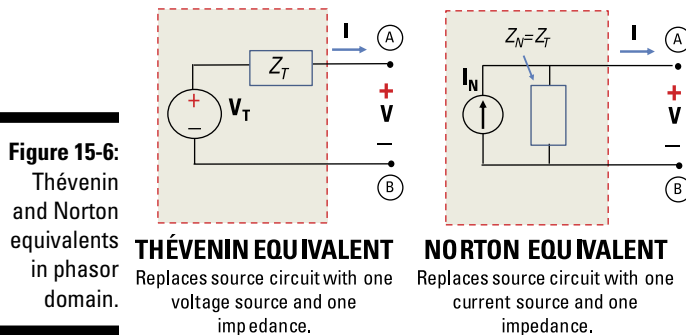 I
A
Z_T
+
V_T
+
V
−
−
B
Z_N=Z_T
I
A
I_N
+
V
−
B
Figure 15-6:
Thévenin
and Norton
equivalents
in phasor
domain.
THÉVENIN EQUIVALENT
Replaces source circuit with one
voltage source and one
impedance.
NORTON EQUIVALENT
Replaces source circuit with one
current source and one
impedance.